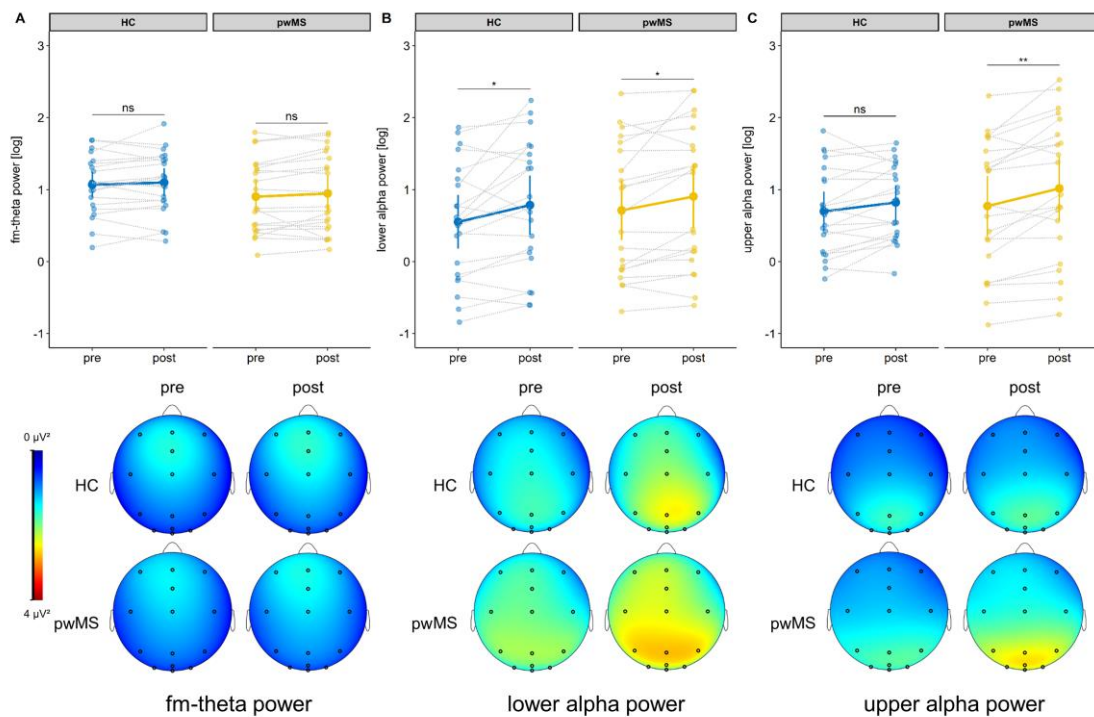 A HC pwMS B HC pwMS C HC pwMS
3 3 3
2 2 2
1 1 1
0 0 0
-1 -1 -1
fm-theta power [log]
lower alpha power [log]
upper alpha power [log]
ns ns * * ns **
pre post pre post pre post pre post pre post pre post
pre post pre post pre post
0 µV²
4 µV²
HC HC HC
pwMS pwMS pwMS
fm-theta power lower alpha power upper alpha power